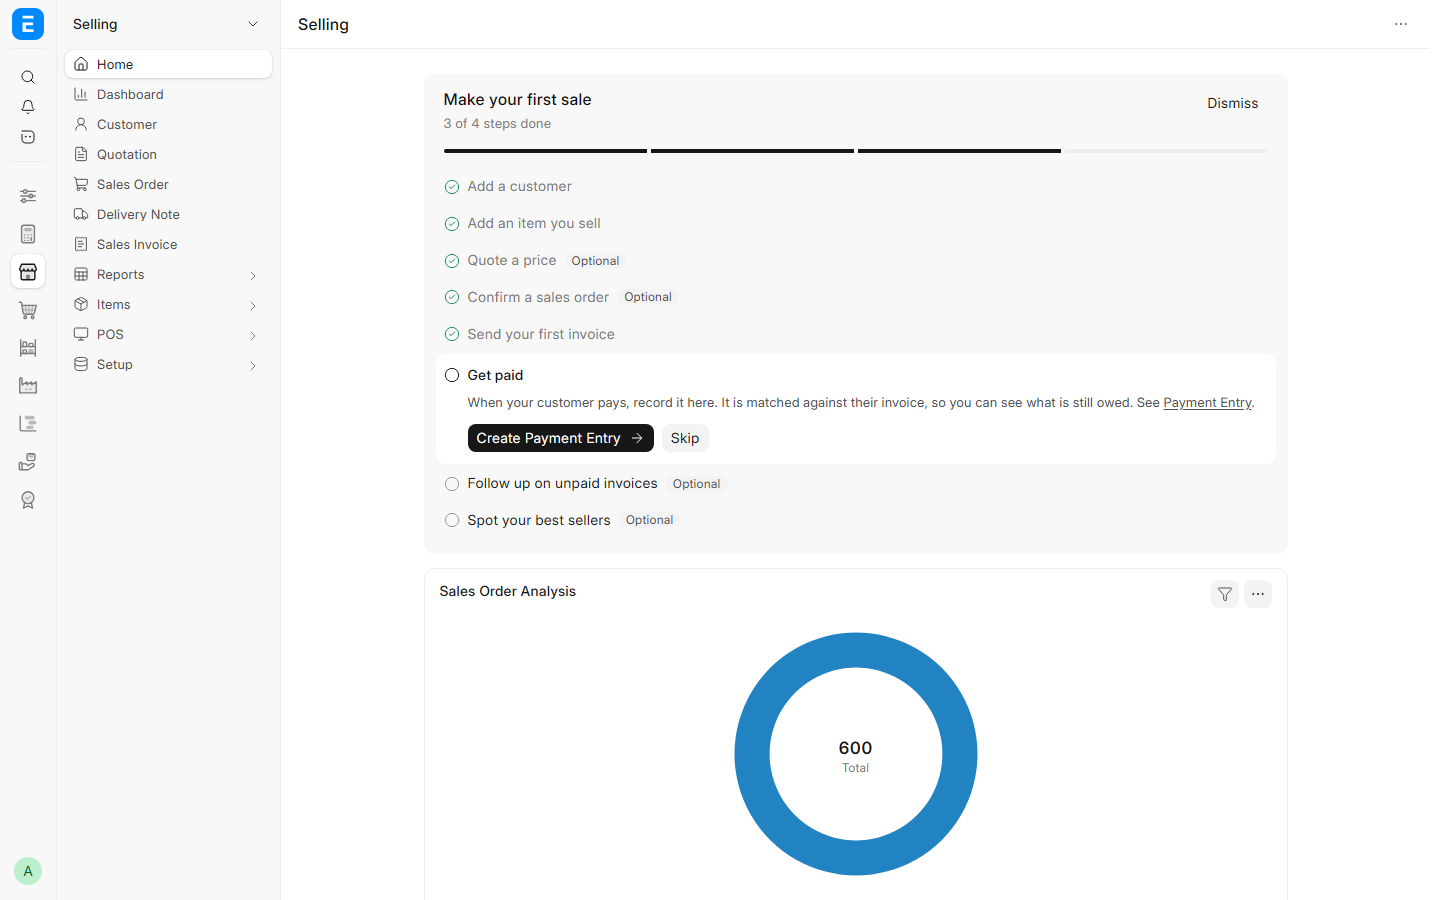 Selling
Home
Dashboard
Customer
Quotation
Sales Order
Delivery Note
Sales Invoice
Reports
Items
POS
Setup
A
Selling
Make your first sale
Dismiss
3 of 4 steps done
Add a customer
Add an item you sell
Quote a price Optional
Confirm a sales order Optional
Send your first invoice
Get paid
When your customer pays, record it here. It is matched against their invoice, so you can see what is still owed. See Payment Entry.
Create Payment Entry → Skip
Follow up on unpaid invoices Optional
Spot your best sellers Optional
Sales Order Analysis
600
Total